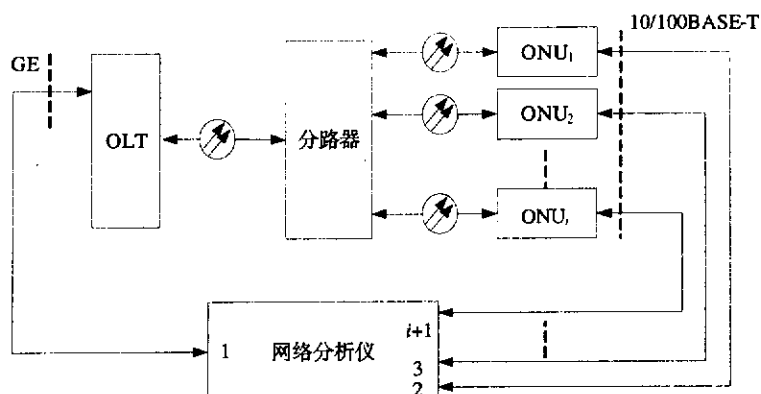 10/100BASE-T
GE
OLT
分路器
ONU₁
ONU₂
ONUᵢ
网络分析仪
1
i+1
3
2